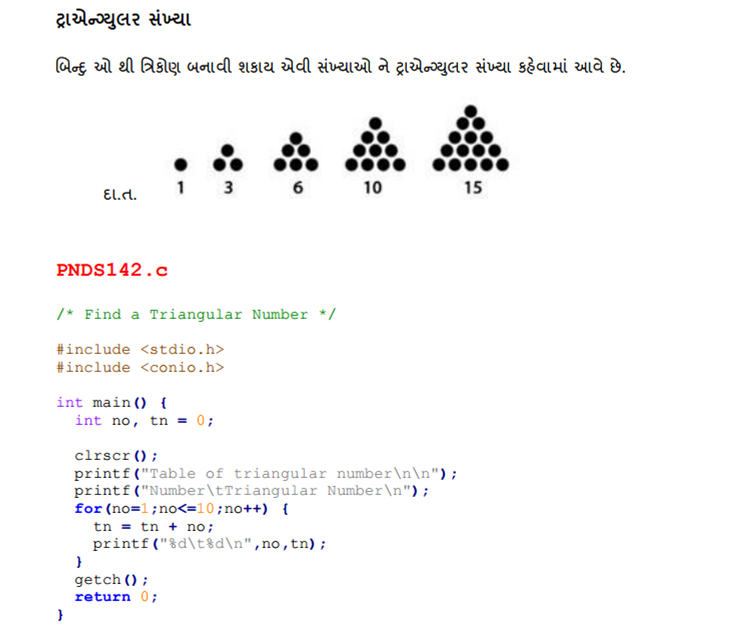 ટ્રાએન્ગ્યુલર સંખ્યા
બિન્દુ ઓ થી ત્રિકોણ બનાવી શકાય એવી સંખ્યાઓ ને ટ્રાએન્ગ્યુલર સંખ્યા કહેવામાં આવે છે.
દા.ત. 1 3 6 10 15
PNDS142.c
/* Find a Triangular Number */
#include <stdio.h>
#include <conio.h>
int main() {
int no, tn = 0;
clrscr();
printf("Table of triangular number\n\n");
printf("Number\tTriangular Number\n");
for(no=1;no<=10;no++) {
tn = tn + no;
printf("%d\t%d\n",no,tn);
}
getch();
return 0;
}